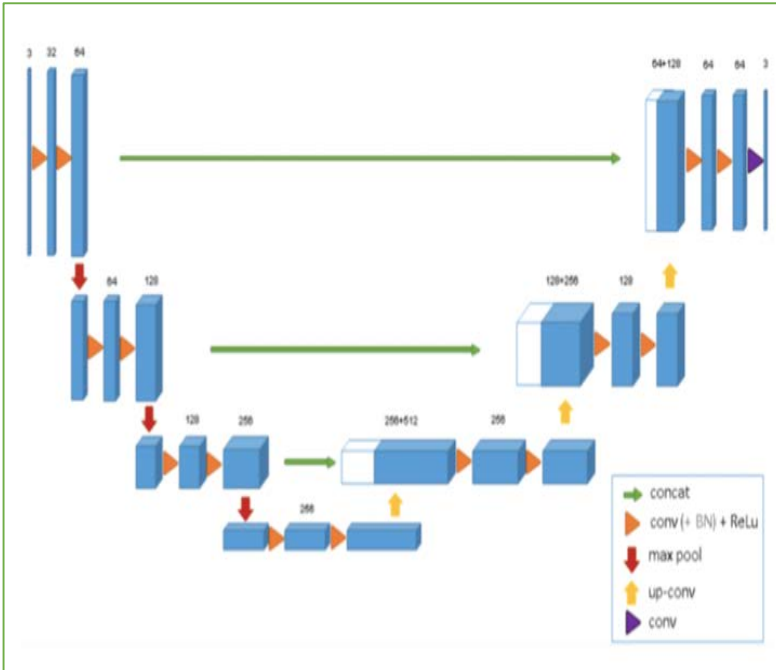 3 32 64
64+128 64 64 3
64 128
128+256 128
128 256
256+512 256
256
concat
conv (+ BN) + ReLu
max pool
up-conv
conv